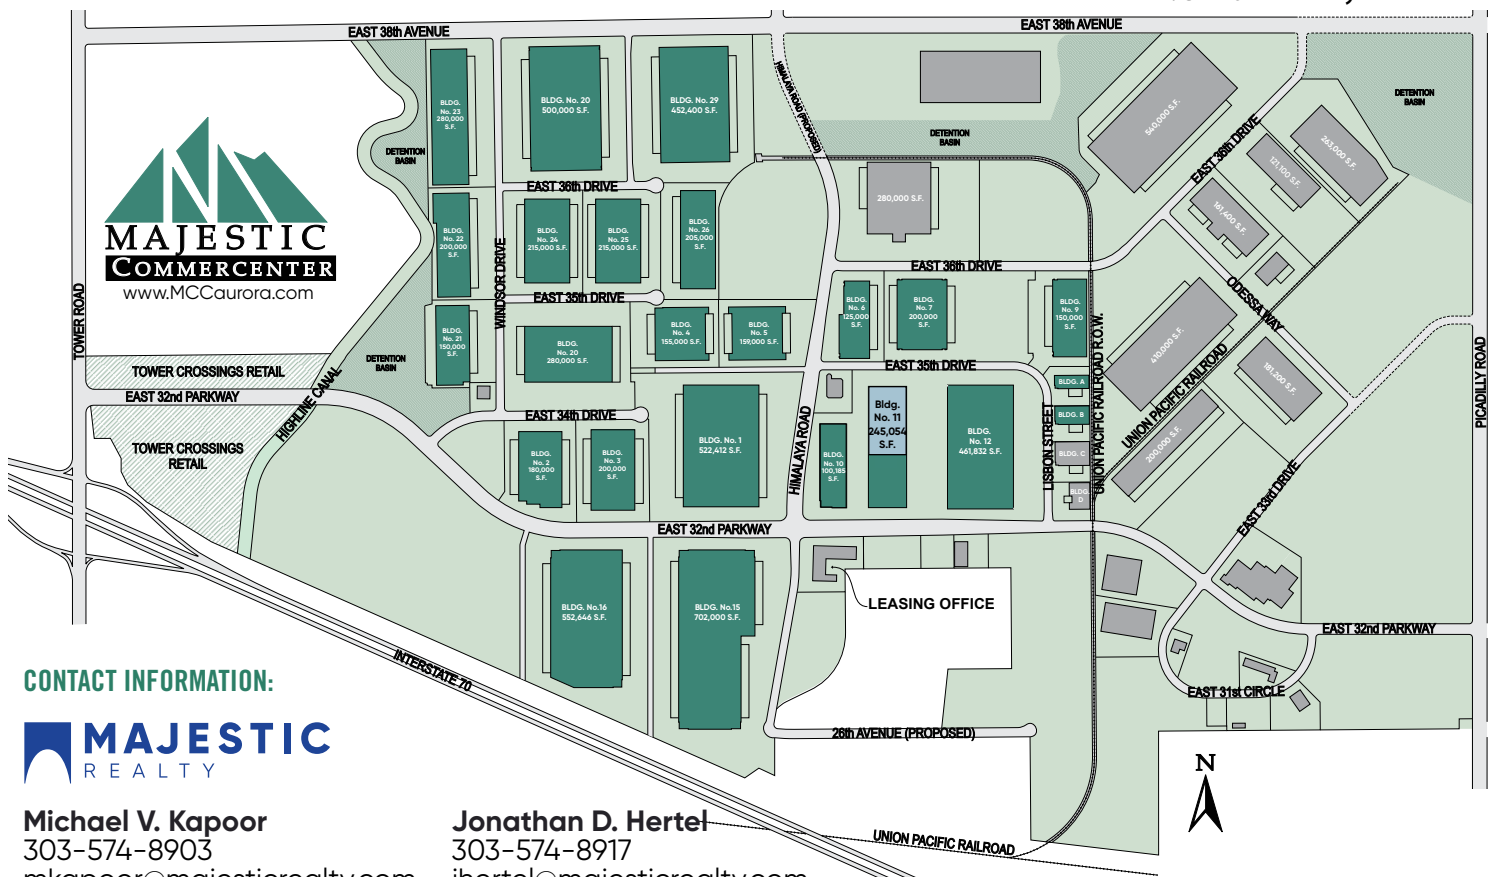 EAST 38th AVENUE
EAST 38th AVENUE
HIMALAYA ROAD (PROPOSED)
BLDG.
No. 23
280,000
S.F.
BLDG. No. 20
500,000 S.F.
BLDG. No. 29
452,400 S.F.
DETENTION
BASIN
DETENTION
BASIN
540,000 S.F.
EAST 36th DRIVE
263,000 S.F.
121,100 S.F.
161,400 S.F.
DETENTION
BASIN
MAJESTIC
COMMERCENTER
www.MCCaurora.com
EAST 36th DRIVE
280,000 S.F.
BLDG.
No. 22
200,000
S.F.
WINDSOR DRIVE
BLDG.
No. 24
215,000 S.F.
BLDG.
No. 25
215,000 S.F.
BLDG.
No. 26
205,000
S.F.
EAST 36th DRIVE
EAST 35th DRIVE
TOWER ROAD
BLDG.
No. 21
150,000
S.F.
BLDG.
No. 20
280,000 S.F.
BLDG.
No. 4
155,000 S.F.
BLDG.
No. 5
159,000 S.F.
BLDG.
No. 6
125,000
S.F.
BLDG.
No. 7
200,000
S.F.
BLDG.
No. 9
150,000
S.F.
UNION PACIFIC RAILROAD R.O.W.
410,000 S.F.
ODESSA WAY
UNION PACIFIC RAILROAD
181,200 S.F.
PICADILLY ROAD
DETENTION
BASIN
TOWER CROSSINGS RETAIL
EAST 32nd PARKWAY
HIGHLINE CANAL
TOWER CROSSINGS
RETAIL
EAST 35th DRIVE
EAST 34th DRIVE
BLDG.
No. 2
180,000
S.F.
BLDG.
No. 3
200,000
S.F.
BLDG. No. 1
522,412 S.F.
HIMALAYA ROAD
BLDG.
No. 10
100,185
S.F.
Bldg.
No. 11
245,054
S.F.
BLDG.
No. 12
461,832 S.F.
LISBON STREET
BLDG. A
BLDG. B
BLDG. C
BLDG.
D
200,000 S.F.
EAST 33rd DRIVE
EAST 32nd PARKWAY
BLDG. No.16
552,646 S.F.
BLDG. No.15
702,000 S.F.
LEASING OFFICE
EAST 32nd PARKWAY
EAST 31st CIRCLE
INTERSTATE 70
26th AVENUE (PROPOSED)
UNION PACIFIC RAILROAD
N
CONTACT INFORMATION:
MAJESTIC
REALTY
Michael V. Kapoor
303-574-8903
mkapoor@majesticrealty.com
Jonathan D. Hertel
303-574-8917
jhertel@majesticrealty.com